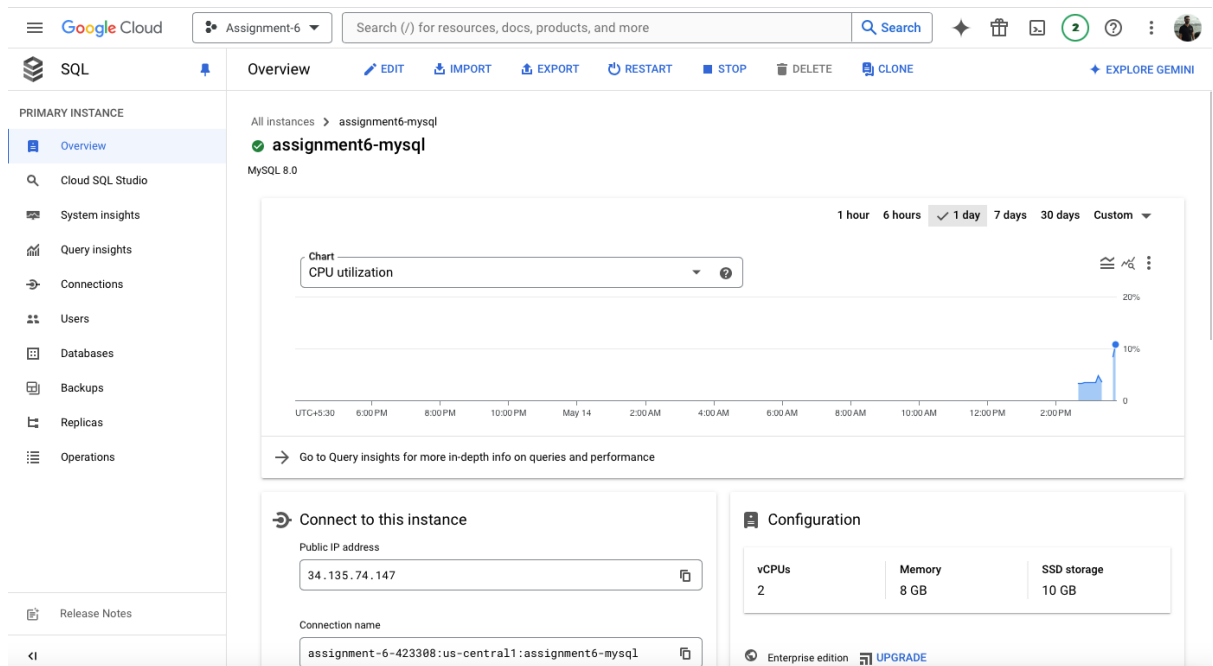 Google Cloud
Assignment-6
Search (/) for resources, docs, products, and more
Search
2
SQL
Overview
EDIT
IMPORT
EXPORT
RESTART
STOP
DELETE
CLONE
EXPLORE GEMINI
PRIMARY INSTANCE
Overview
Cloud SQL Studio
System insights
Query insights
Connections
Users
Databases
Backups
Replicas
Operations
Release Notes
All instances
assignment6-mysql
assignment6-mysql
MySQL 8.0
1 hour
6 hours
1 day
7 days
30 days
Custom
Chart
CPU utilization
20%
10%
0
UTC+5:30 6:00 PM 8:00 PM 10:00 PM May 14 2:00 AM 4:00 AM 6:00 AM 8:00 AM 10:00 AM 12:00 PM 2:00 PM
Go to Query insights for more in-depth info on queries and performance
Connect to this instance
Public IP address
34.135.74.147
Connection name
assignment-6-423308:us-central1:assignment6-mysql
Configuration
vCPUs Memory SSD storage
2 8 GB 10 GB
Enterprise edition UPGRADE